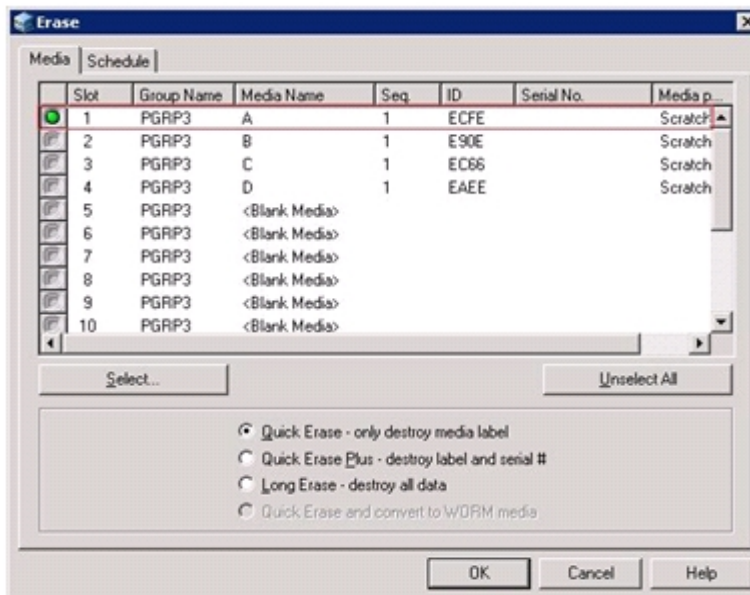 Erase
Media Schedule
Slot Group Name Media Name Seq. ID Serial No. Media p...
1 PGRP3 A 1 ECFE Scratch
2 PGRP3 B 1 E90E Scratch
3 PGRP3 C 1 EC66 Scratch
4 PGRP3 D 1 EAEE Scratch
5 PGRP3 <Blank Media>
6 PGRP3 <Blank Media>
7 PGRP3 <Blank Media>
8 PGRP3 <Blank Media>
9 PGRP3 <Blank Media>
10 PGRP3 <Blank Media>
Select... Unselect All
Quick Erase - only destroy media label
Quick Erase Plus - destroy label and serial #
Long Erase - destroy all data
Quick Erase and convert to WORM media
OK Cancel Help